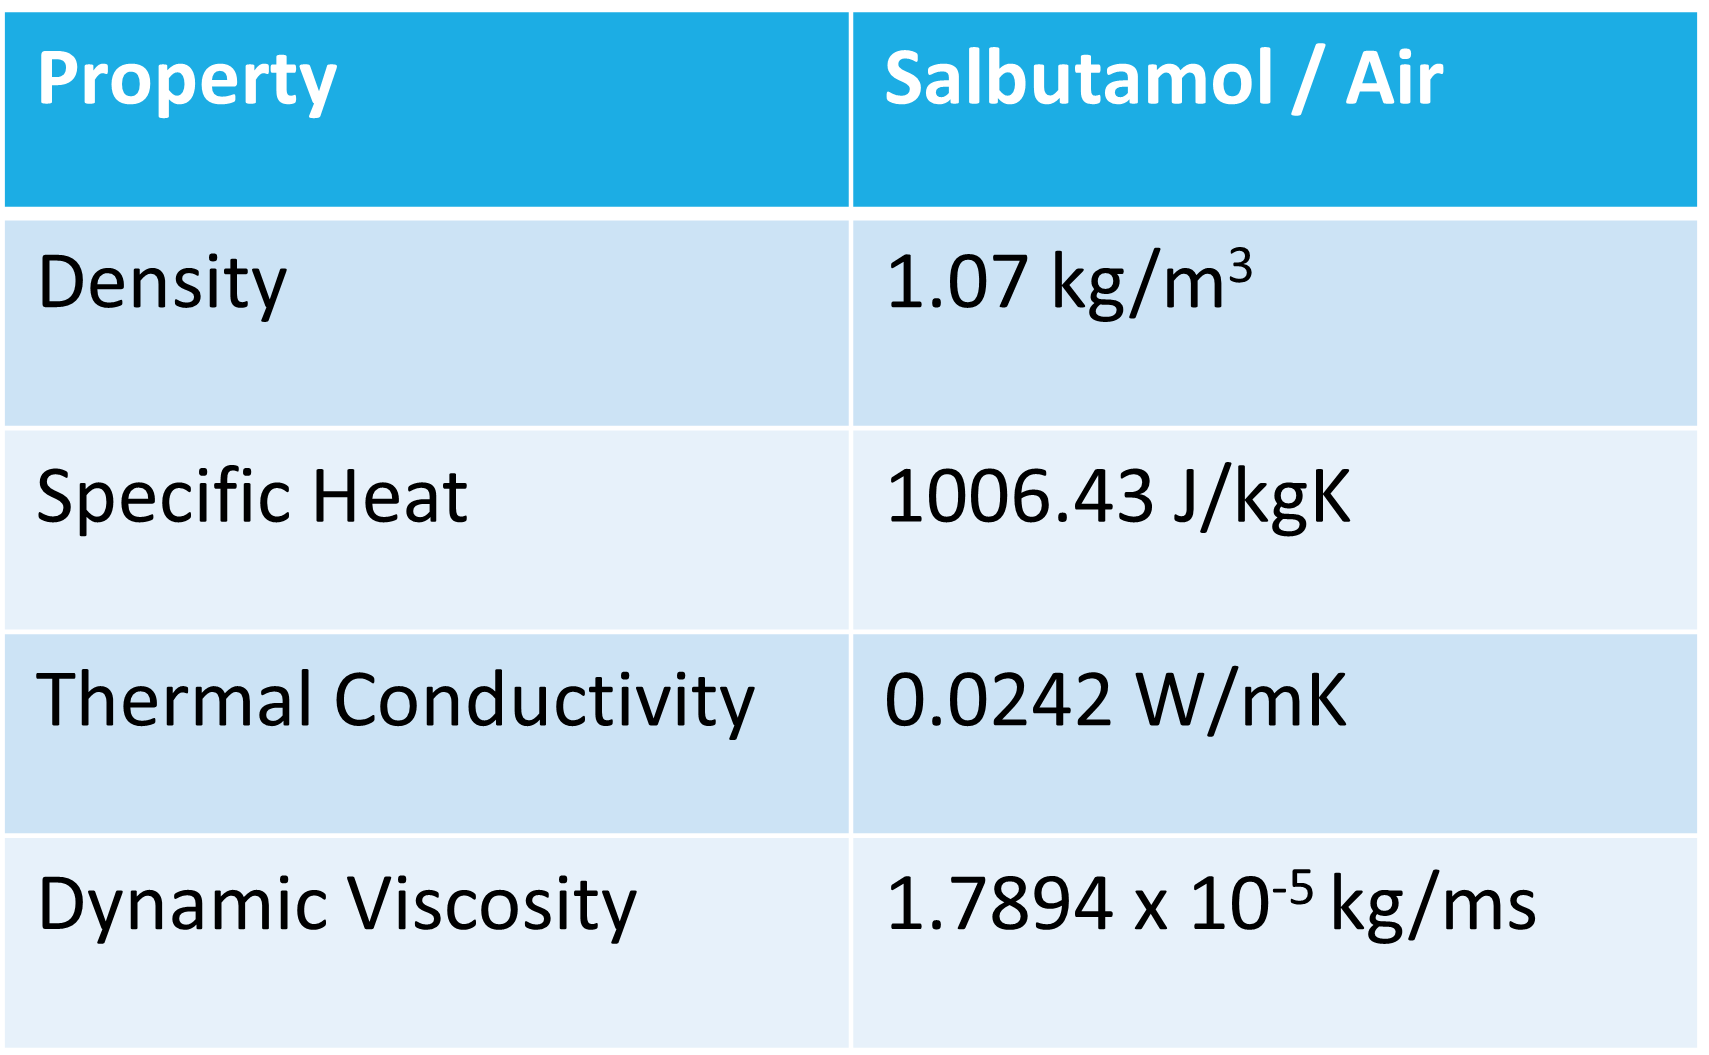 Property Salbutamol / Air
Density 1.07 kg/m³
Specific Heat 1006.43 J/kgK
Thermal Conductivity 0.0242 W/mK
Dynamic Viscosity 1.7894 x 10⁻⁵ kg/ms